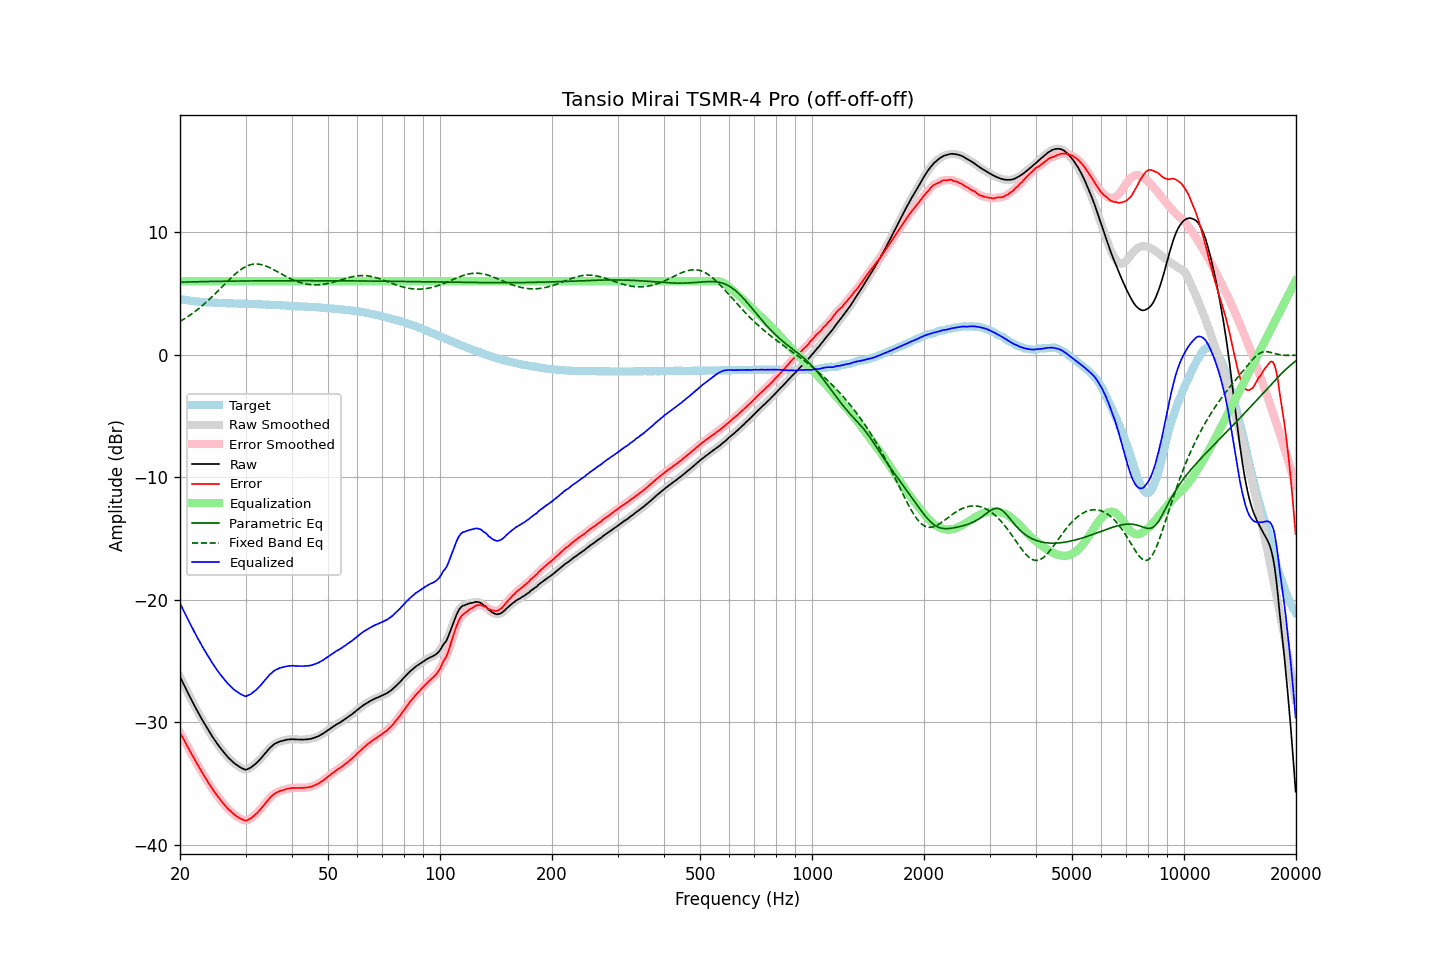 Tansio Mirai TSMR-4 Pro (off-off-off)
Amplitude (dBr)
10
0
−10
−20
−30
−40
Target
Raw Smoothed
Error Smoothed
Raw
Error
Equalization
Parametric Eq
Fixed Band Eq
Equalized
20 50 100 200 500 1000 2000 5000 10000 20000
Frequency (Hz)